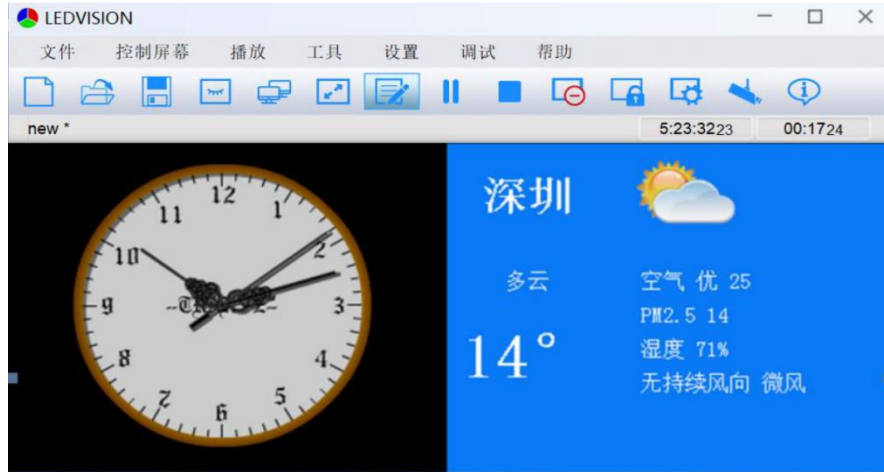 LEDVISION
文件 控制屏幕 播放 工具 设置 调试 帮助
new * 5:23:3223 00:1724
12
11 1
10 2
9 3
8 4
7 5
6
深圳
多云
14°
空气 优 25
PM2.5 14
湿度 71%
无持续风向 微风